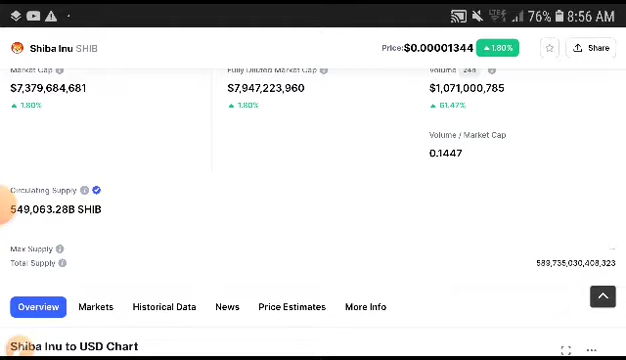 LTE 76% 8:56 AM
Shiba Inu SHIB Price:$0.00001344 1.80% Share
Market Cap Fully Diluted Market Cap Volume 24h
$7,379,684,681 $7,947,223,960 $1,071,000,785
1.80% 1.80% 61.47%
Volume / Market Cap
0.1447
Circulating Supply
549,063.28B SHIB
Max Supply --
Total Supply 589,735,030,408,323
Overview Markets Historical Data News Price Estimates More Info
Shiba Inu to USD Chart